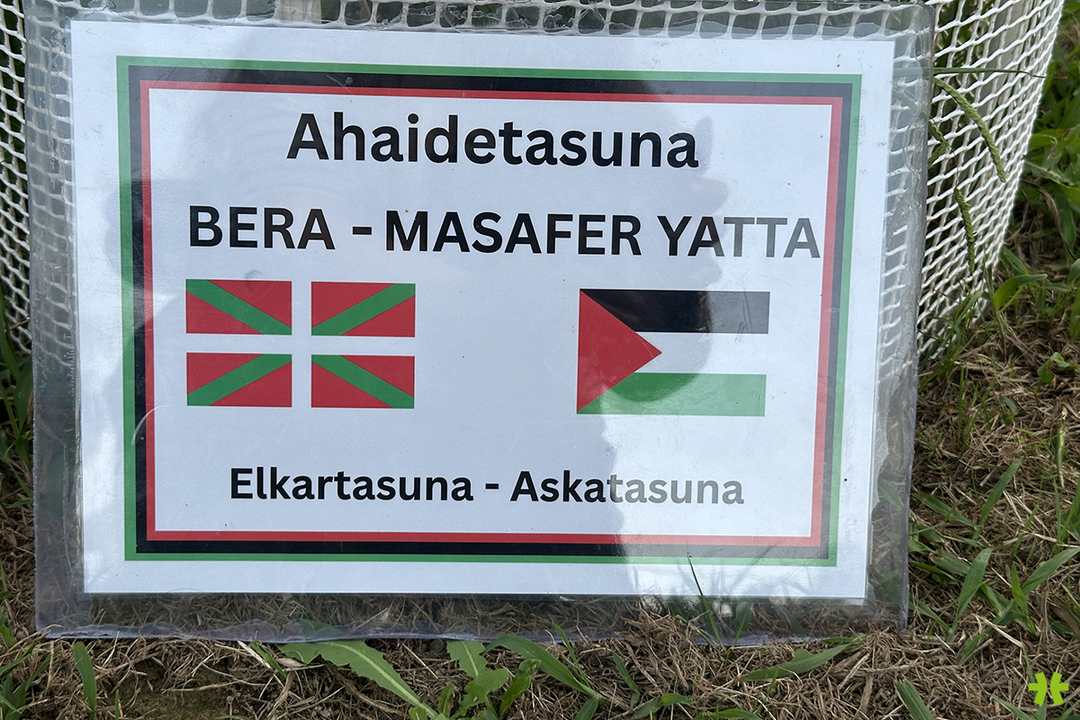 Ahaidetasuna
BERA - MASAFER YATTA
Elkartasuna - Askatasuna